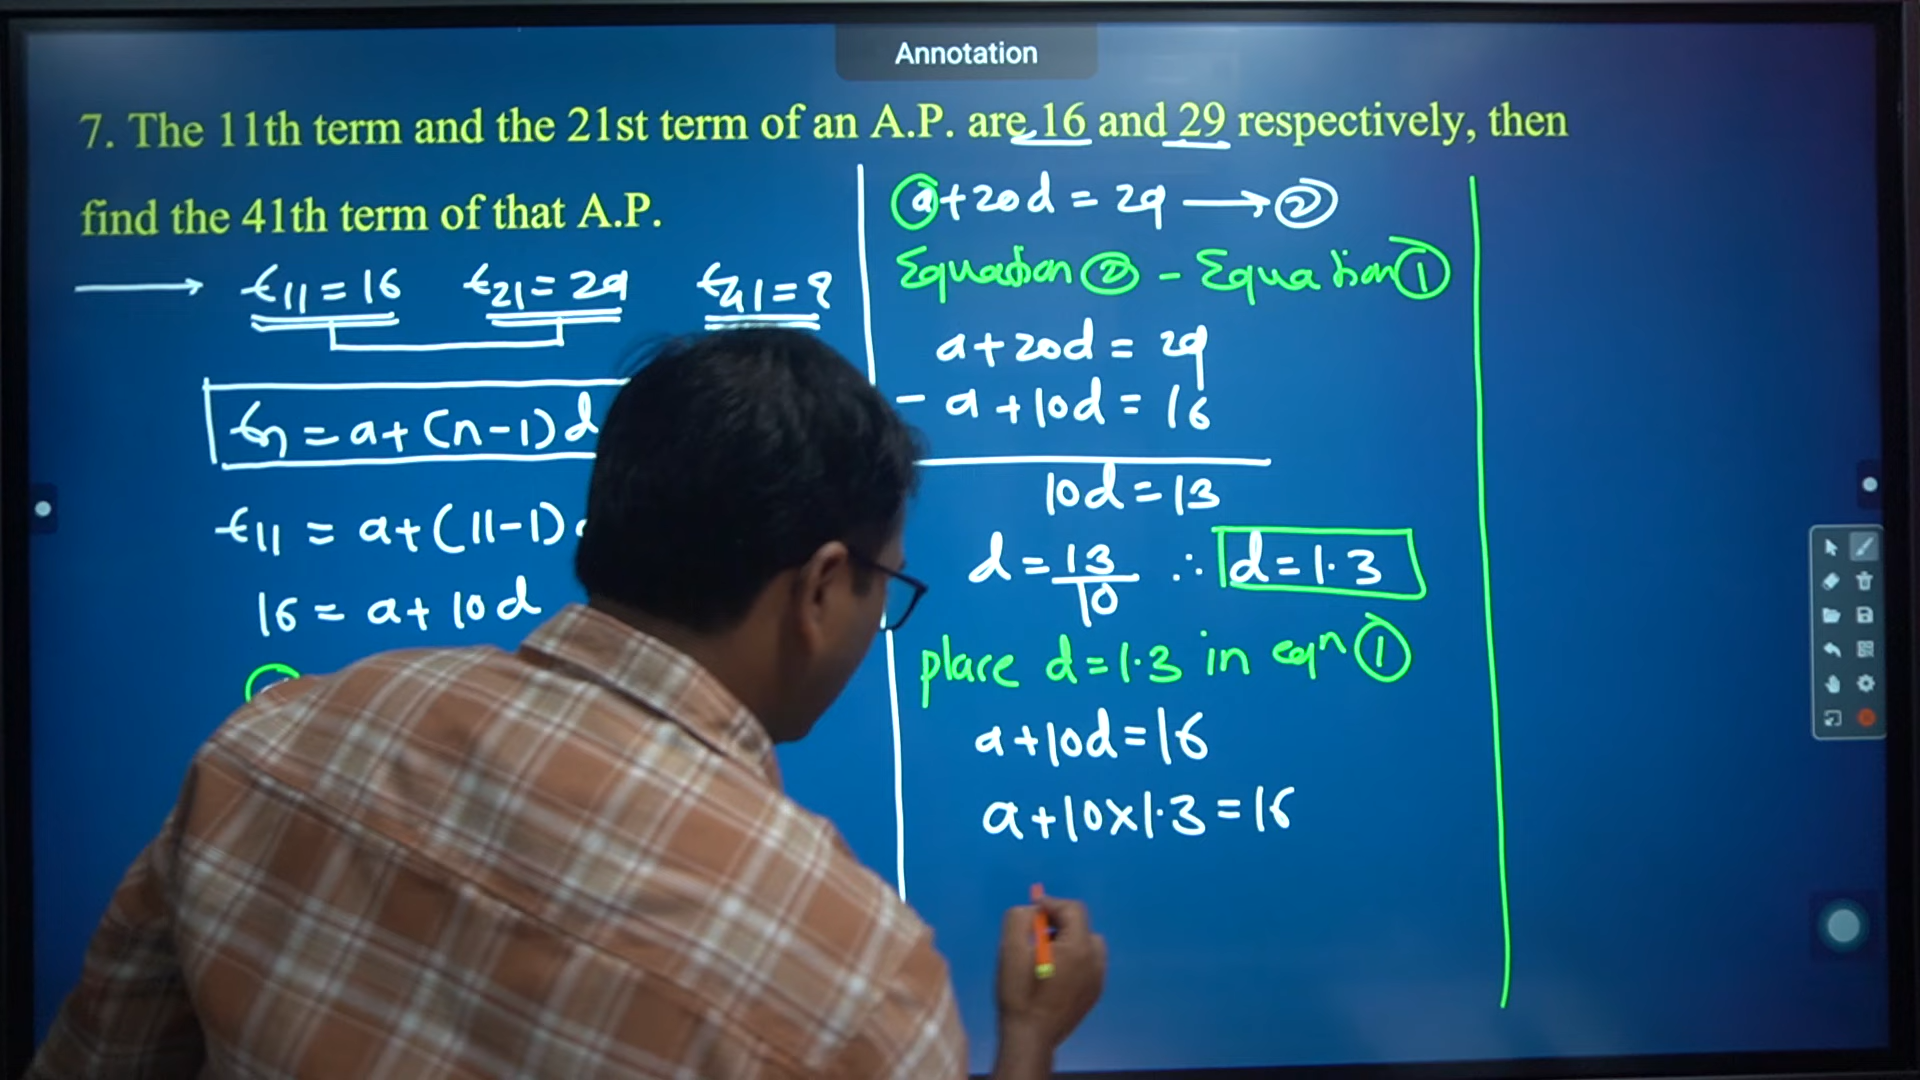 Annotation
7. The 11th term and the 21st term of an A.P. are 16 and 29 respectively, then
find the 41th term of that A.P.
t11 = 16 t21 = 29 t41 = ?
tn = a + (n-1)d
t11 = a + (11-1)
16 = a + 10d
a + 20d = 29 → ②
Equation ② - Equation ①
a + 20d = 29
- a + 10d = 16
10d = 13
d = 13/10 ∴ d = 1.3
place d = 1.3 in eqⁿ ①
a + 10d = 16
a + 10 × 1.3 = 16